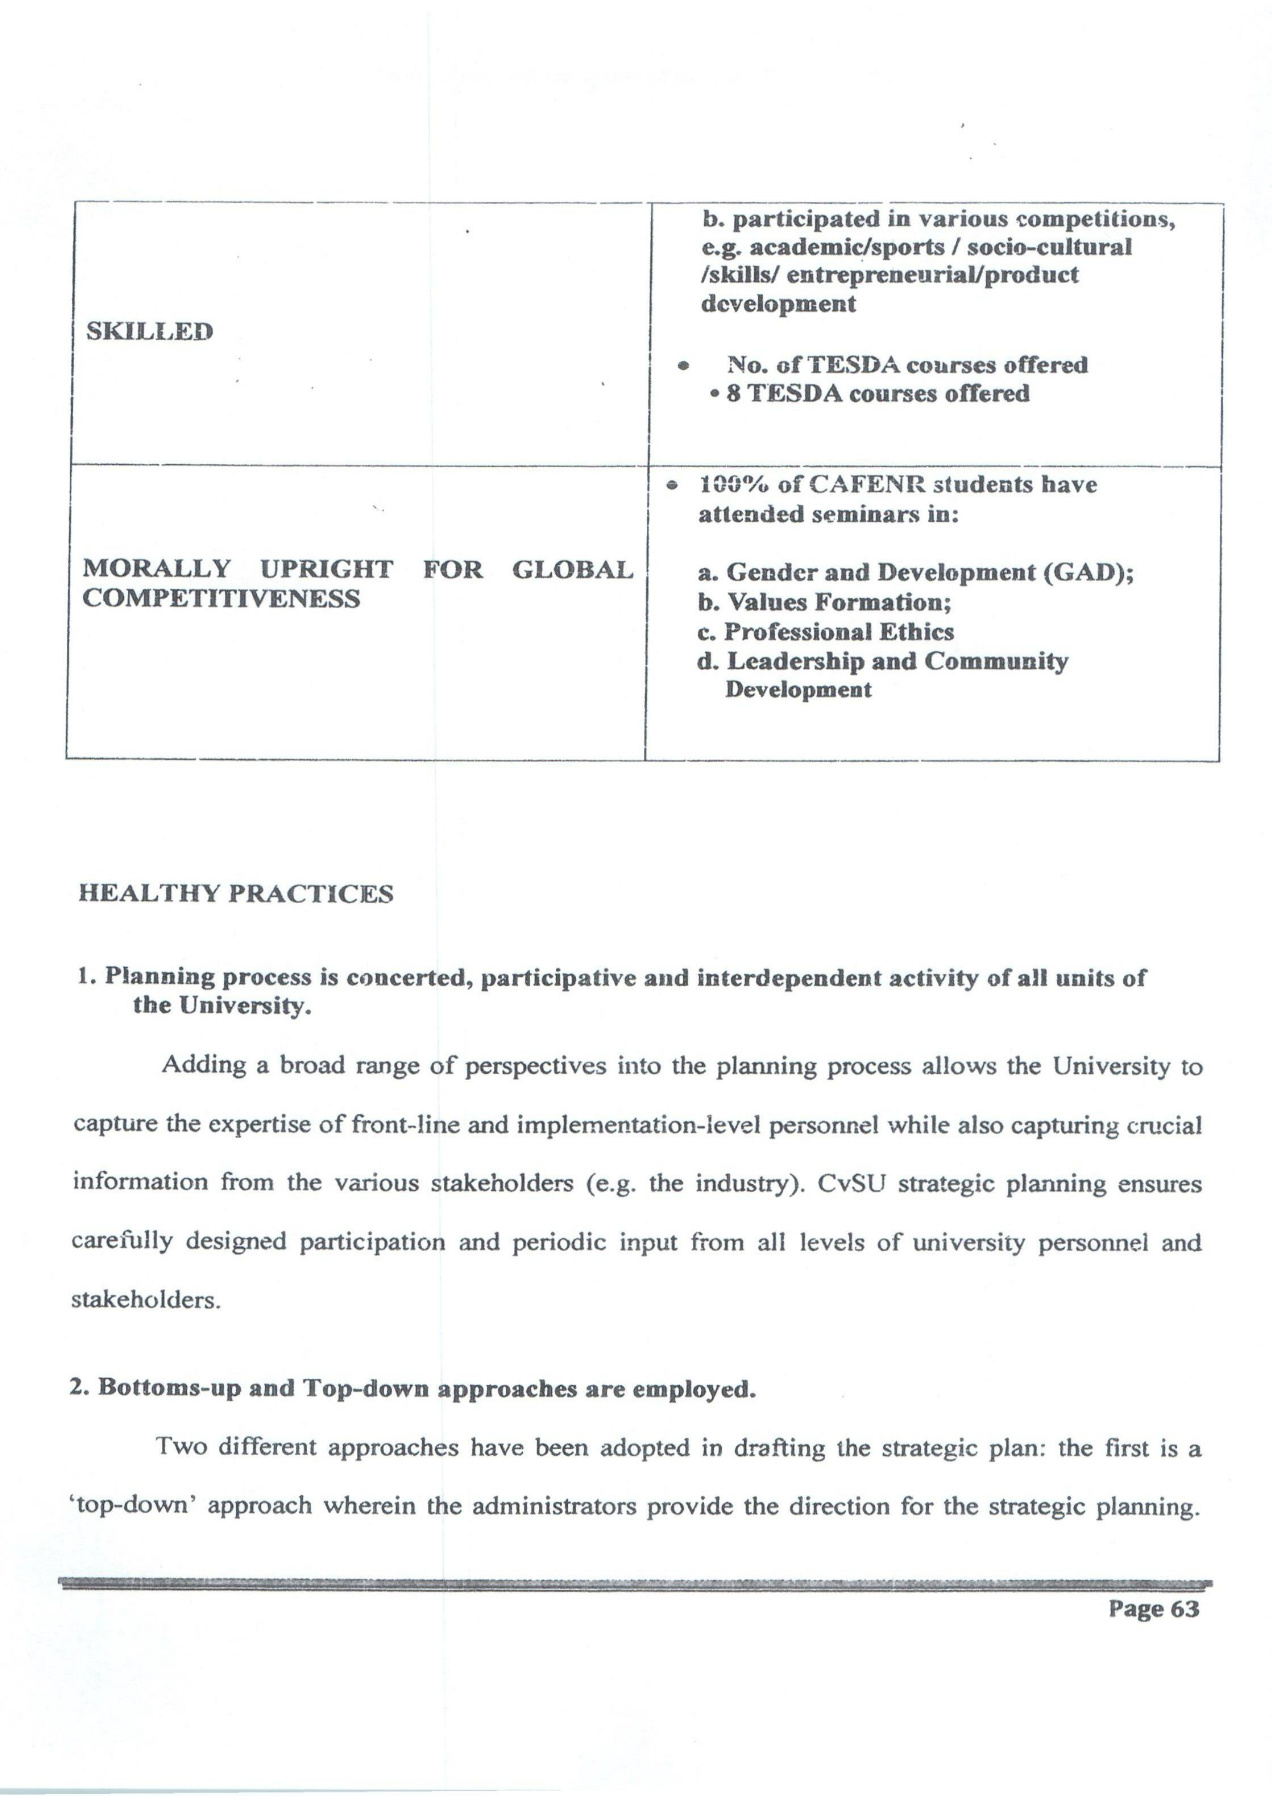 b. participated in various competitions,
e.g. academic/sports / socio-cultural
/skills/ entrepreneurial/product
development
SKILLED
• No. of TESDA courses offered
• 8 TESDA courses offered
• 100% of CAFENR students have
attended seminars in:
MORALLY UPRIGHT FOR GLOBAL
COMPETITIVENESS
a. Gender and Development (GAD);
b. Values Formation;
c. Professional Ethics
d. Leadership and Community
Development
HEALTHY PRACTICES
1. Planning process is concerted, participative and interdependent activity of all units of
the University.
Adding a broad range of perspectives into the planning process allows the University to
capture the expertise of front-line and implementation-level personnel while also capturing crucial
information from the various stakeholders (e.g. the industry). CvSU strategic planning ensures
carefully designed participation and periodic input from all levels of university personnel and
stakeholders.
2. Bottoms-up and Top-down approaches are employed.
Two different approaches have been adopted in drafting the strategic plan: the first is a
‘top-down’ approach wherein the administrators provide the direction for the strategic planning.
Page 63